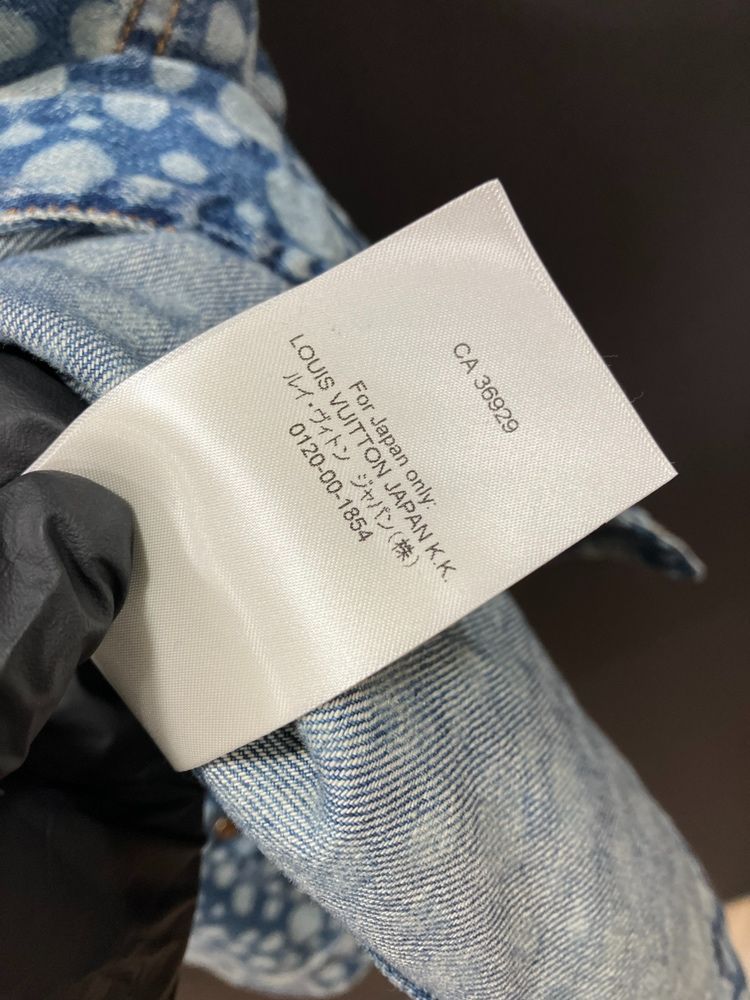 CA 36929
For Japan only:
LOUIS VUITTON JAPAN K.K.
ルイ・ヴィトン ジャパン(株)
0120-00-1854